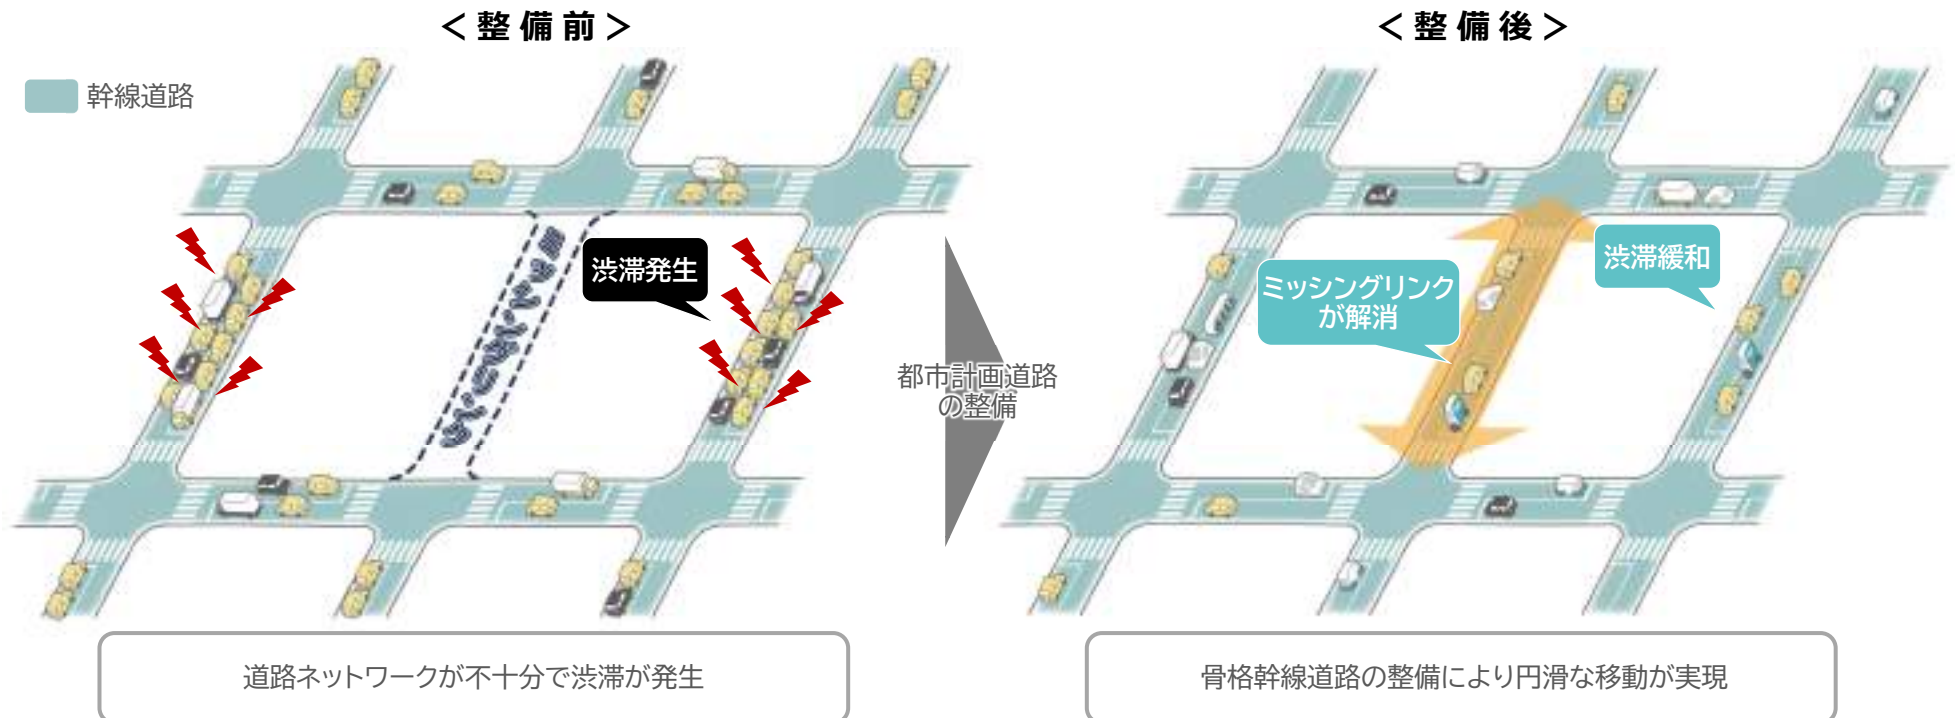 ＜整備前＞
幹線道路
ミッシングリンク
渋滞発生
道路ネットワークが不十分で渋滞が発生
都市計画道路
の整備
＜整備後＞
ミッシングリンク
が解消
渋滞緩和
骨格幹線道路の整備により円滑な移動が実現